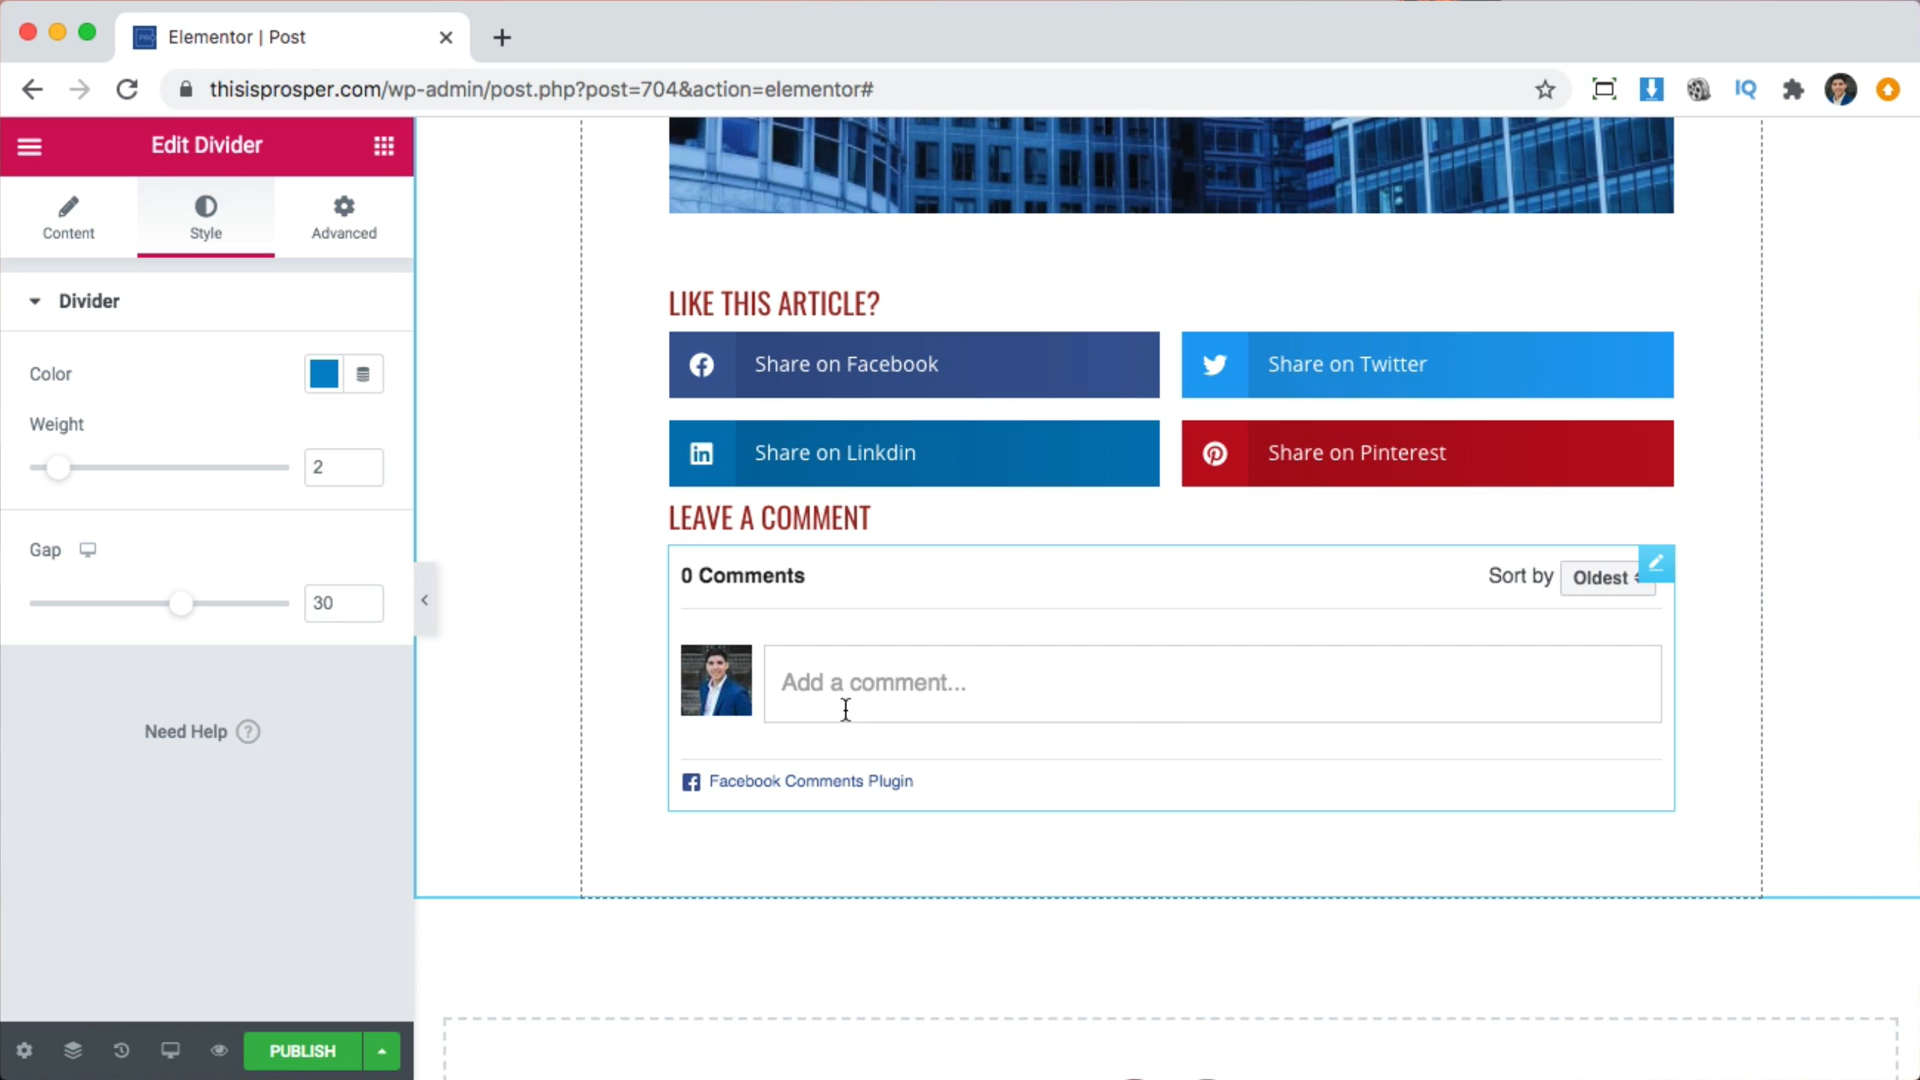 Elementor | Post
thisisprosper.com/wp-admin/post.php?post=704&action=elementor#
IQ
Edit Divider
Content
Style
Advanced
Divider
Color
Weight
2
Gap
30
Need Help ?
PUBLISH
LIKE THIS ARTICLE?
Share on Facebook
Share on Twitter
Share on Linkdin
Share on Pinterest
LEAVE A COMMENT
0 Comments
Sort by Oldest
Add a comment...
Facebook Comments Plugin